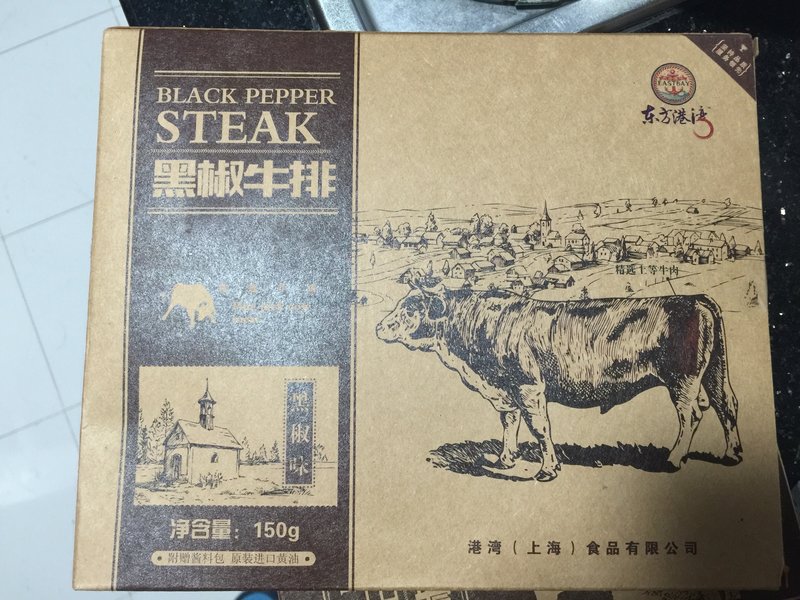 BLACK PEPPER
STEAK
黑椒牛排
EASTBAY
东方港湾
精选上等牛肉
黑椒味
净含量：150g
附赠酱料包 原装进口黄油
港湾（上海）食品有限公司